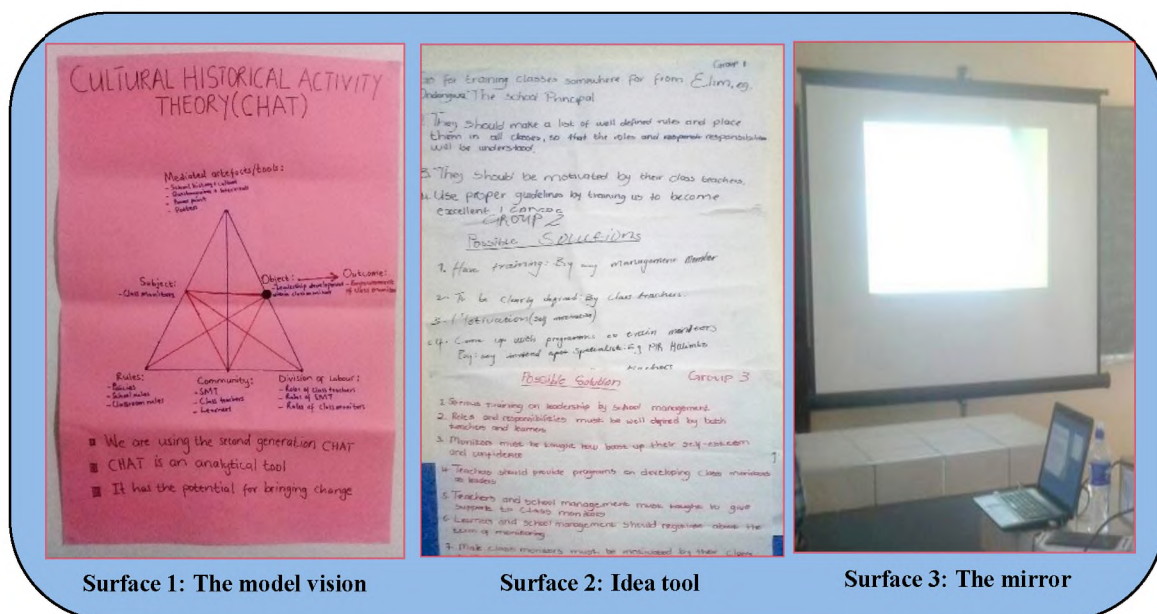 CULTURAL HISTORICAL ACTIVITY
THEORY (CHAT)
Mediated artefacts/tools:
- School history & culture
- Questionnaires & interviews
- Power point
- Posters
Subject:
- Class monitors
Object:
- Leadership development
within class monitors
Outcome:
- Empowerment
of class monitors
Rules:
- Policies
- School rules
- Classroom rules
Community:
- SMT
- Class teachers
- Learners
Division of Labour:
- Roles of class teachers
- Roles of SMT
- Roles of class monitors
We are using the second generation CHAT
CHAT is an analytical tool
It has the potential for bringing change
Surface 1: The model vision
Group 1
for training classes somewhere far from Elim, eg.
Ondangwa: The School Principal
They should make a list of well defined rules and place
them in all classes, so that the roles and responsibilities
will be understood.
3. They should be motivated by their class teachers.
4. Use proper guidelines by training us to become
excellent
GROUP 2
Possible SOLUTIONS
1. Have training: By any management member
2. To be clearly defined: By class teachers.
3. Motivation (self motivation)
4. Come up with programmes to train monitors
By: any
Possible Solution Group 3
1. Serious training on leadership by school management
2. Roles and responsibilities must be well defined by both
teachers and learners
3. Monitors must be taught how boost up their self-esteem
and confidence
4. Teachers should provide programs on developing class monitors
as leaders
5. Teachers and school management must to give
supports to class monitors
6. Learners and school management should negotiate about the
term of monitoring
7. Male class monitors must be motivated by their class
Surface 2: Idea tool
Surface 3: The mirror